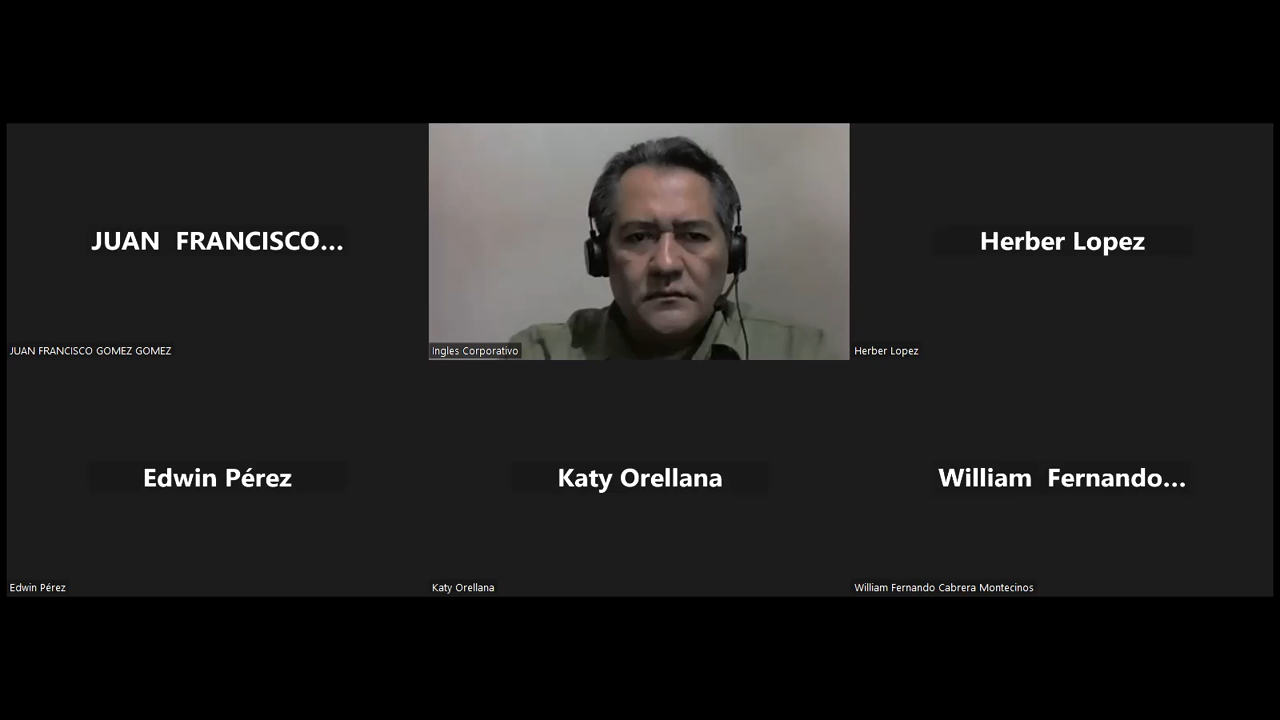 JUAN FRANCISCO...
Herber Lopez
JUAN FRANCISCO GOMEZ GOMEZ
Ingles Corporativo
Herber Lopez
Edwin Pérez
Katy Orellana
William Fernando...
Edwin Pérez
Katy Orellana
William Fernando Cabrera Montecinos